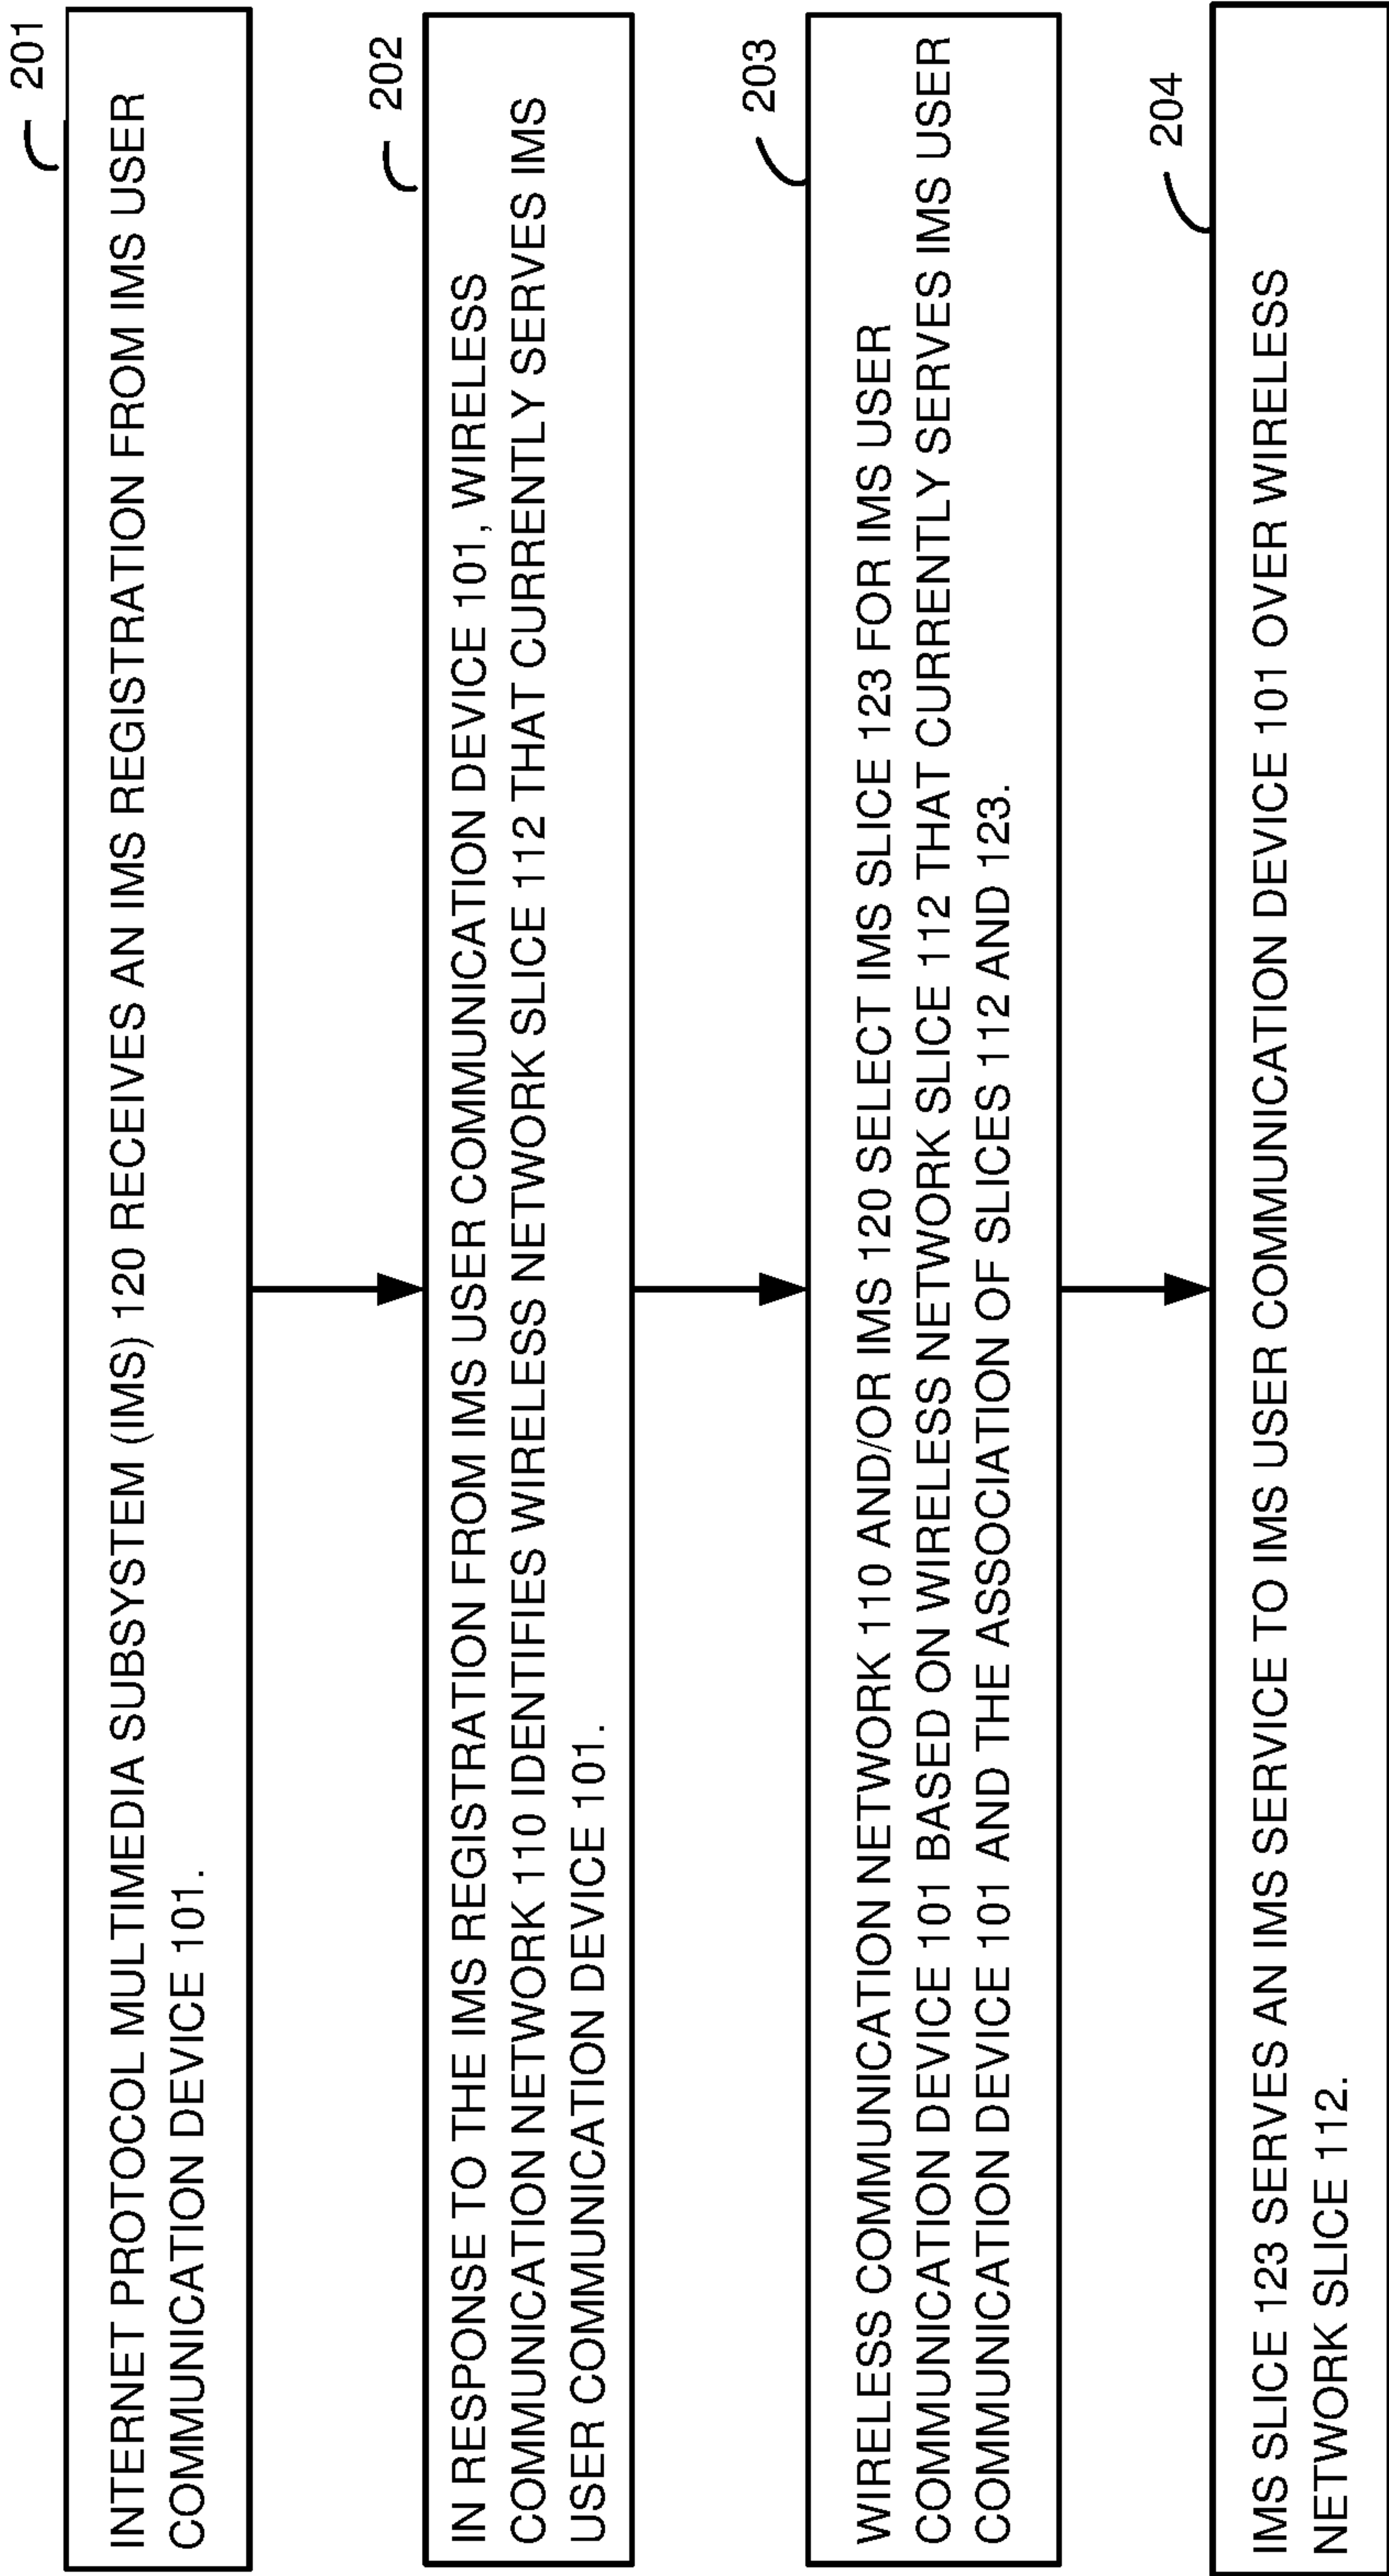 201
INTERNET PROTOCOL MULTIMEDIA SUBSYSTEM (IMS) 120 RECEIVES AN IMS REGISTRATION FROM IMS USER
COMMUNICATION DEVICE 101.
202
IN RESPONSE TO THE IMS REGISTRATION FROM IMS USER COMMUNICATION DEVICE 101, WIRELESS
COMMUNICATION NETWORK 110 IDENTIFIES WIRELESS NETWORK SLICE 112 THAT CURRENTLY SERVES IMS
USER COMMUNICATION DEVICE 101.
203
WIRELESS COMMUNICATION NETWORK 110 AND/OR IMS 120 SELECT IMS SLICE 123 FOR IMS USER
COMMUNICATION DEVICE 101 BASED ON WIRELESS NETWORK SLICE 112 THAT CURRENTLY SERVES IMS USER
COMMUNICATION DEVICE 101 AND THE ASSOCIATION OF SLICES 112 AND 123.
204
IMS SLICE 123 SERVES AN IMS SERVICE TO IMS USER COMMUNICATION DEVICE 101 OVER WIRELESS
NETWORK SLICE 112.